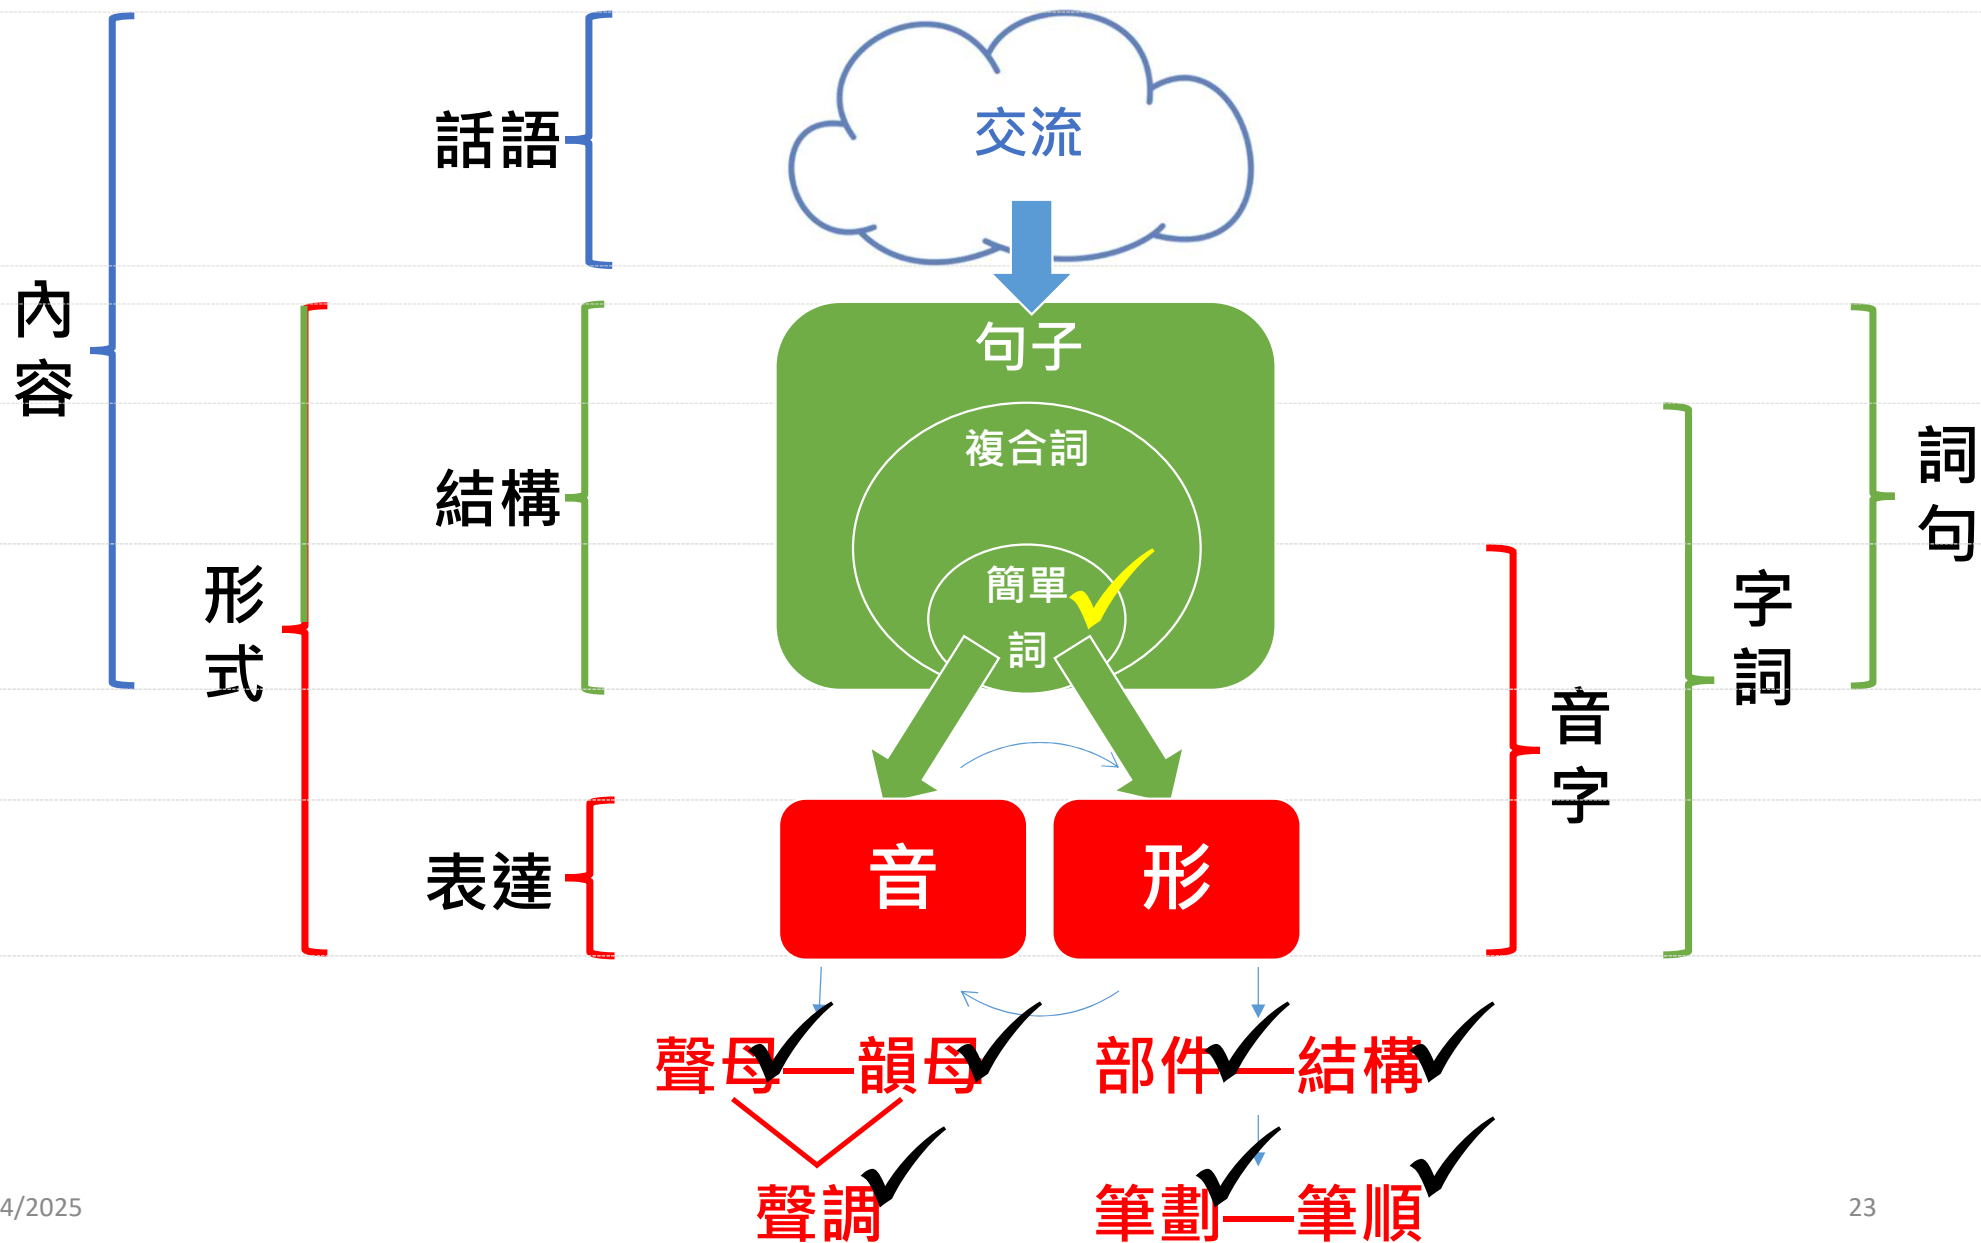 交流
話語
內
容
句子
複合詞
簡單
詞
結構
形
式
詞
句
字
詞
音
字
表達
音
形
聲母—韻母
部件—結構
聲調
筆劃—筆順
4/2025
23